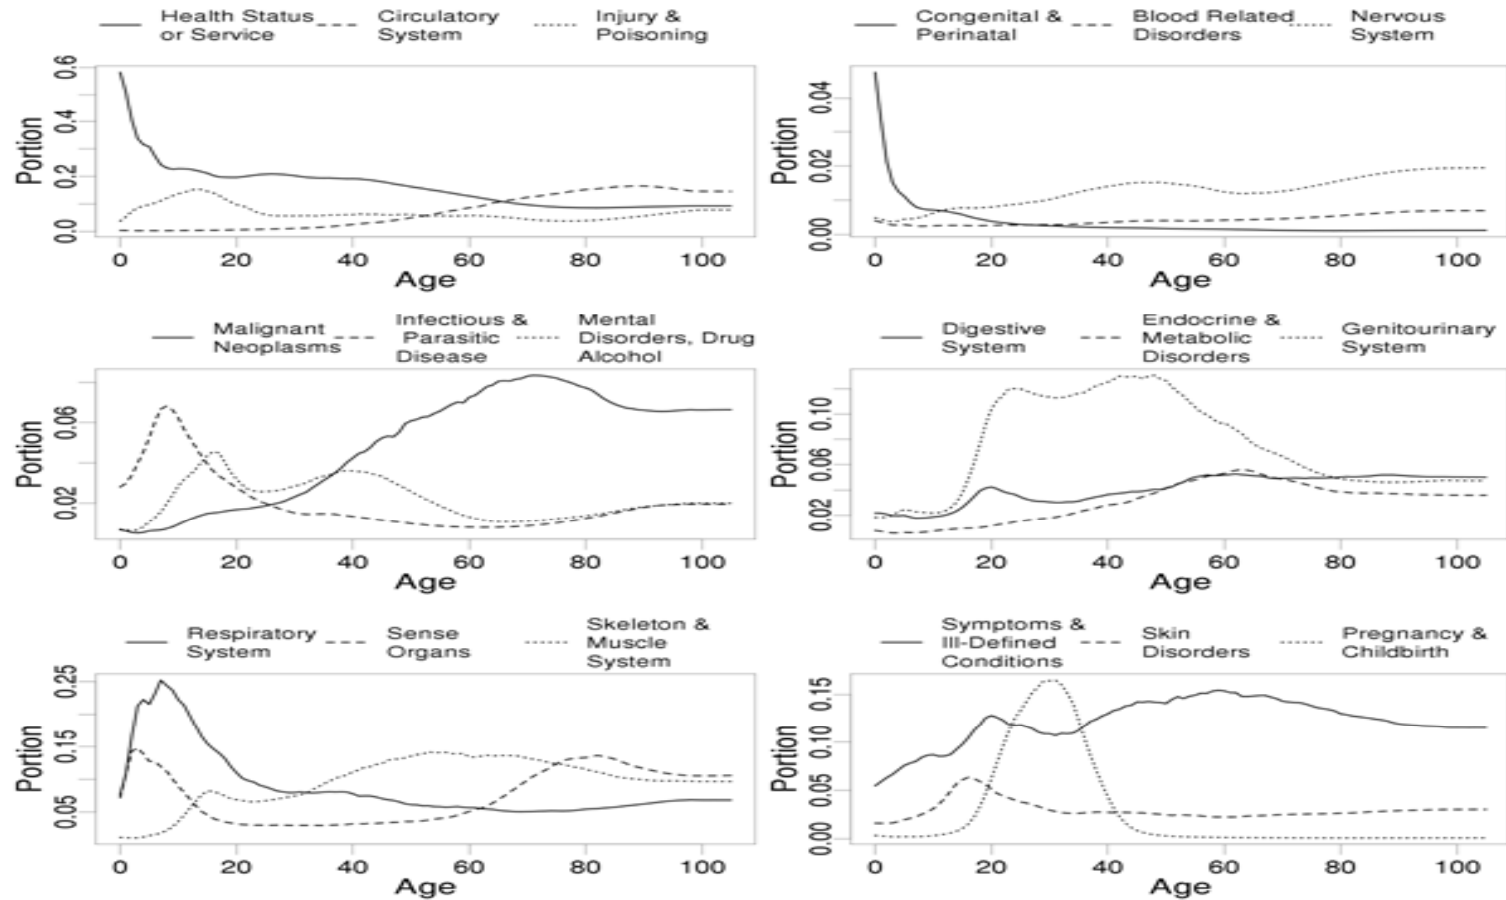 Health Status or Service
Circulatory System
Injury & Poisoning
0.0 0.2 0.4 0.6
Portion
0 20 40 60 80 100
Age
Congenital & Perinatal
Blood Related Disorders
Nervous System
0.00 0.02 0.04
Portion
0 20 40 60 80 100
Age
Malignant Neoplasms
Infectious & Parasitic Disease
Mental Disorders, Drug Alcohol
0.02 0.06
Portion
0 20 40 60 80 100
Age
Digestive System
Endocrine & Metabolic Disorders
Genitourinary System
0.02 0.06 0.10
Portion
0 20 40 60 80 100
Age
Respiratory System
Sense Organs
Skeleton & Muscle System
0.05 0.15 0.25
Portion
0 20 40 60 80 100
Age
Symptoms & Ill-Defined Conditions
Skin Disorders
Pregnancy & Childbirth
0.00 0.05 0.10 0.15
Portion
0 20 40 60 80 100
Age